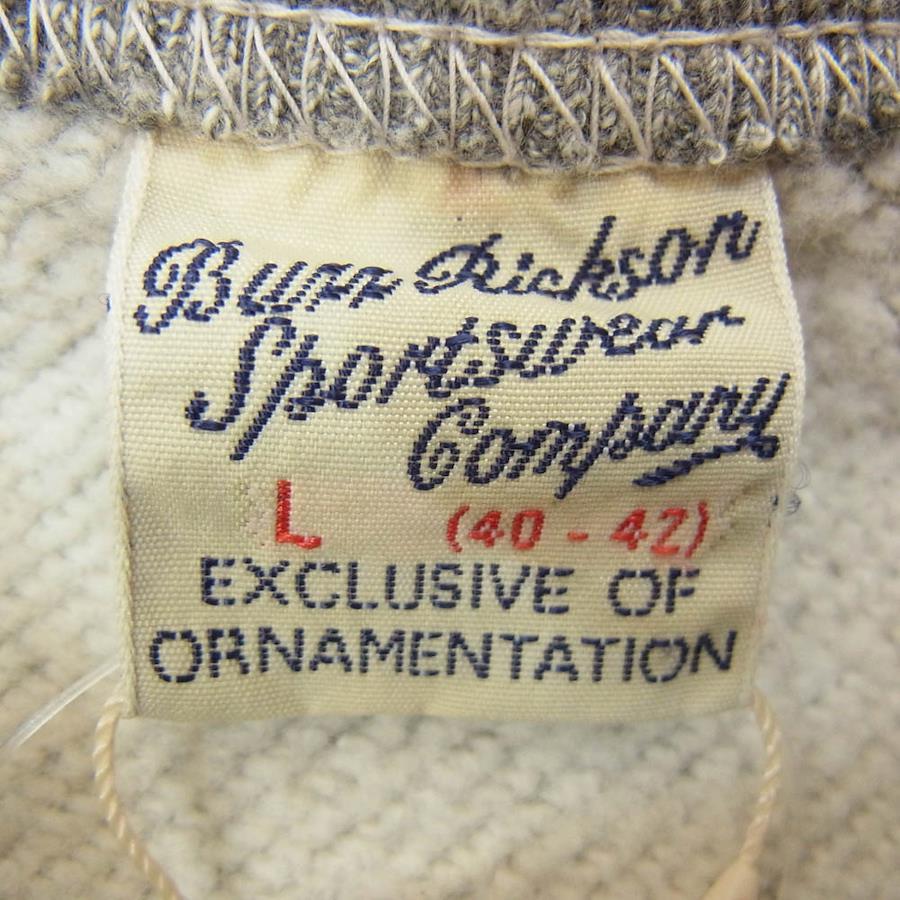 Buzz Rickson
Sportswear
Company
L (40 - 42)
EXCLUSIVE OF
ORNAMENTATION